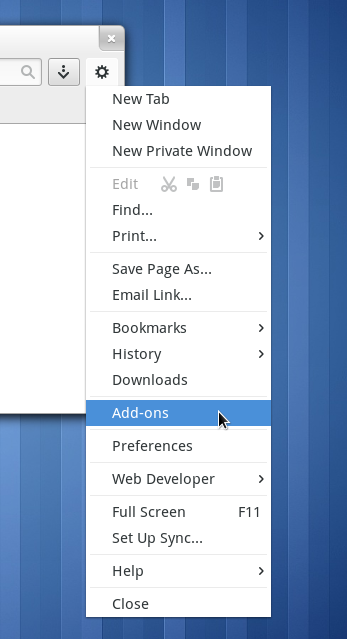 New Tab
New Window
New Private Window
Edit
Find...
Print...
Save Page As...
Email Link...
Bookmarks
History
Downloads
Add-ons
Preferences
Web Developer
Full Screen F11
Set Up Sync...
Help
Close